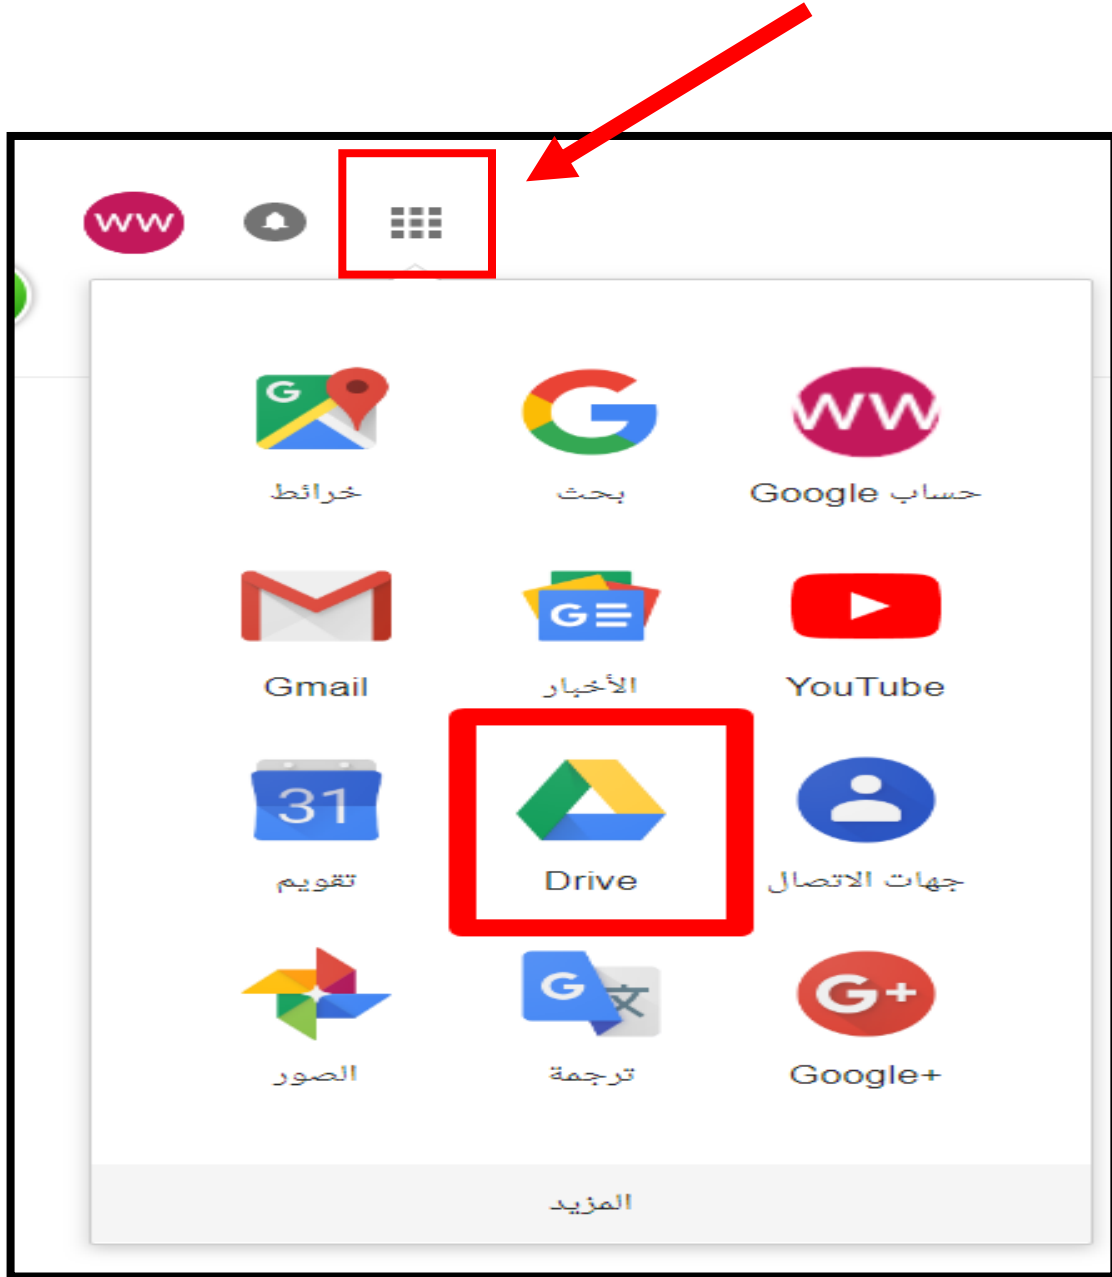 WW
حساب Google
بحث
خرائط
YouTube
الأخبار
Gmail
جهات الاتصال
Drive
31
تقويم
Google+
ترجمة
الصور
المزيد